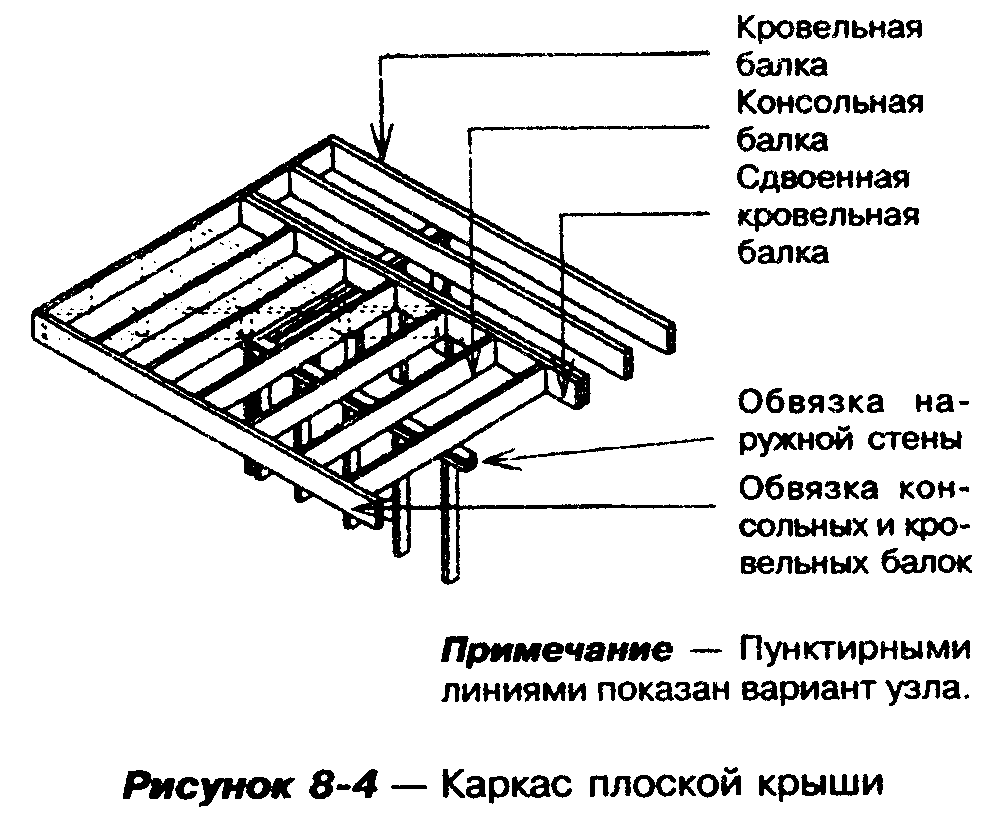 Кровельная
балка
Консольная
балка
Сдвоенная
кровельная
балка
Обвязка на-
ружной стены
Обвязка кон-
сольных и кро-
вельных балок
Примечание — Пунктирными
линиями показан вариант узла.
Рисунок 8-4 — Каркас плоской крыши